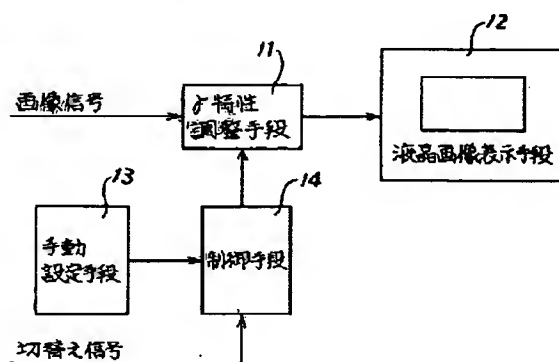 12
11
画像信号
γ特性
調整手段
液晶画像表示手段
13
14
手動
設定手段
制御手段
切替え信号